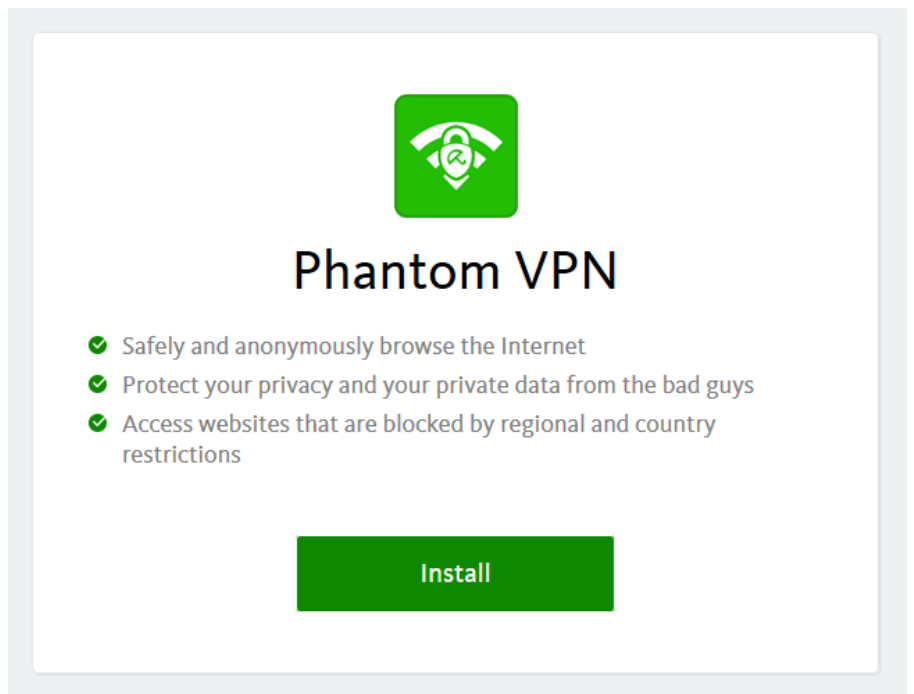 Phantom VPN
Safely and anonymously browse the Internet
Protect your privacy and your private data from the bad guys
Access websites that are blocked by regional and country
restrictions
Install